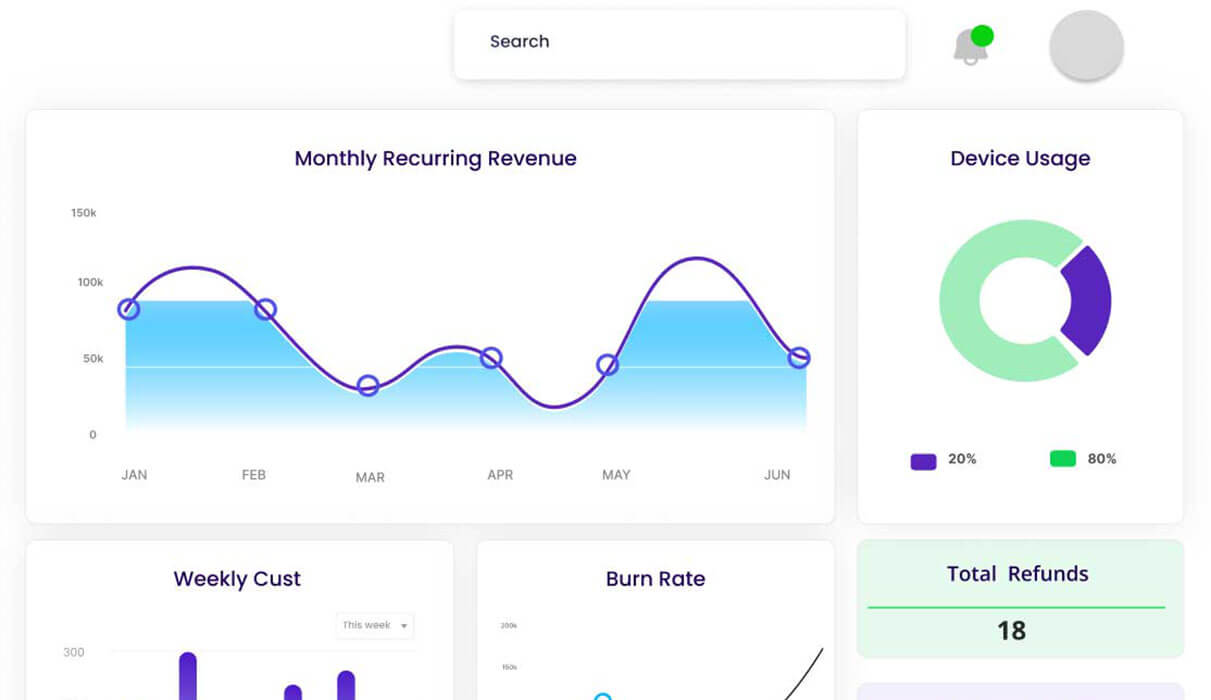 Search
Monthly Recurring Revenue
150k
100k
50k
0
JAN FEB MAR APR MAY JUN
Device Usage
20% 80%
Weekly Cust
This week
300
Burn Rate
200k
150k
Total Refunds
18